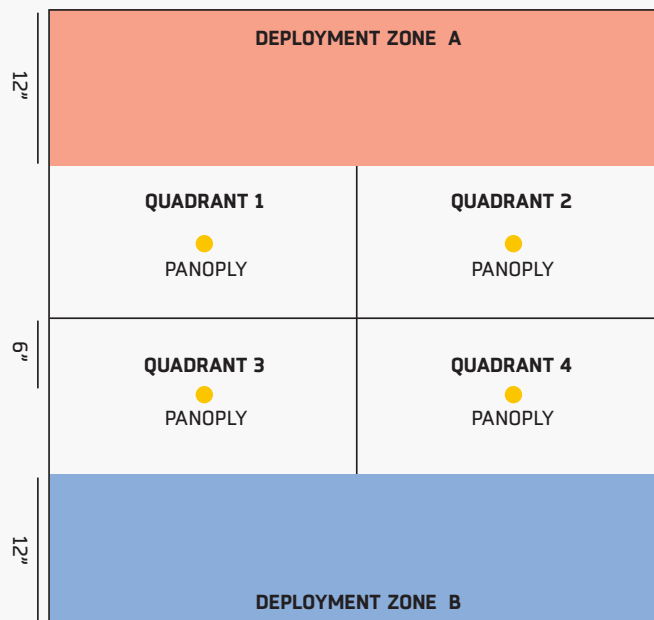 DEPLOYMENT ZONE A
12”
QUADRANT 1
QUADRANT 2
PANOPLY
PANOPLY
6”
QUADRANT 3
QUADRANT 4
PANOPLY
PANOPLY
12”
DEPLOYMENT ZONE B